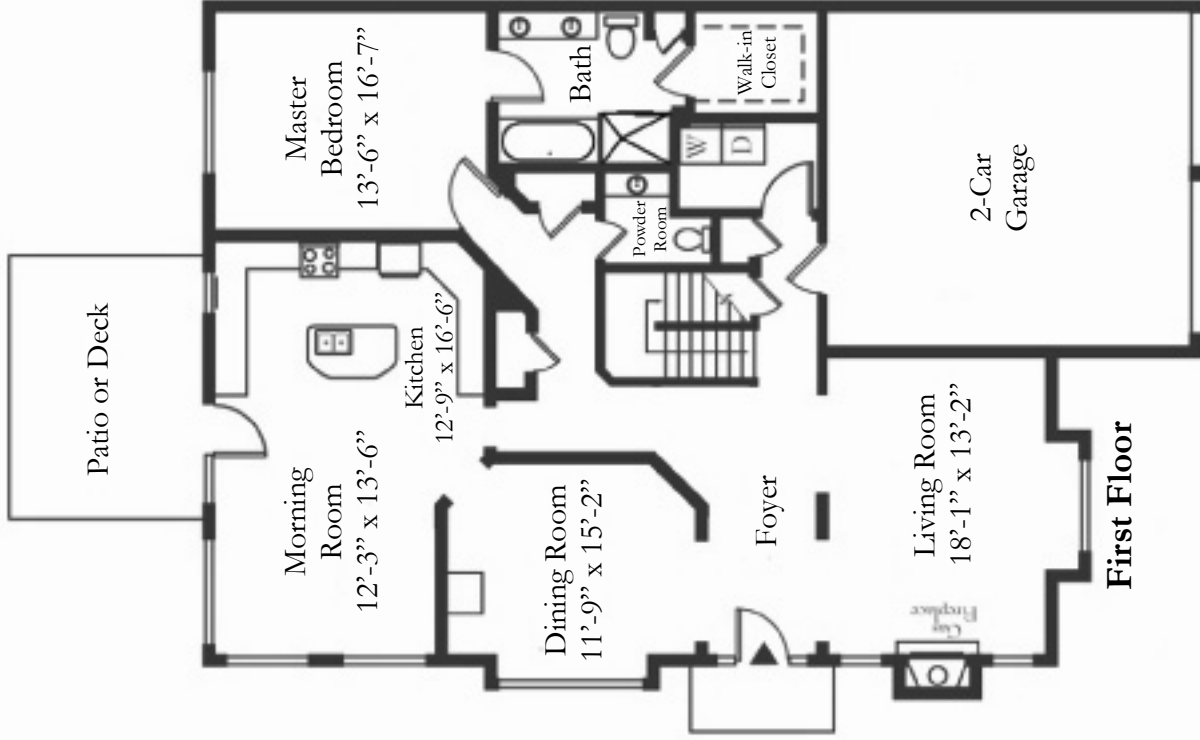 Patio or Deck
Master
Bedroom
13'-6" x 16'-7"
Morning
Room
12'-3" x 13'-6"
Kitchen
12'-9" x 16'-6"
Bath
Walk-in
Closet
W
D
Powder
Room
Dining Room
11'-9" x 15'-2"
Foyer
2-Car
Garage
Living Room
18'-1" x 13'-2"
Gas
Fireplace
First Floor